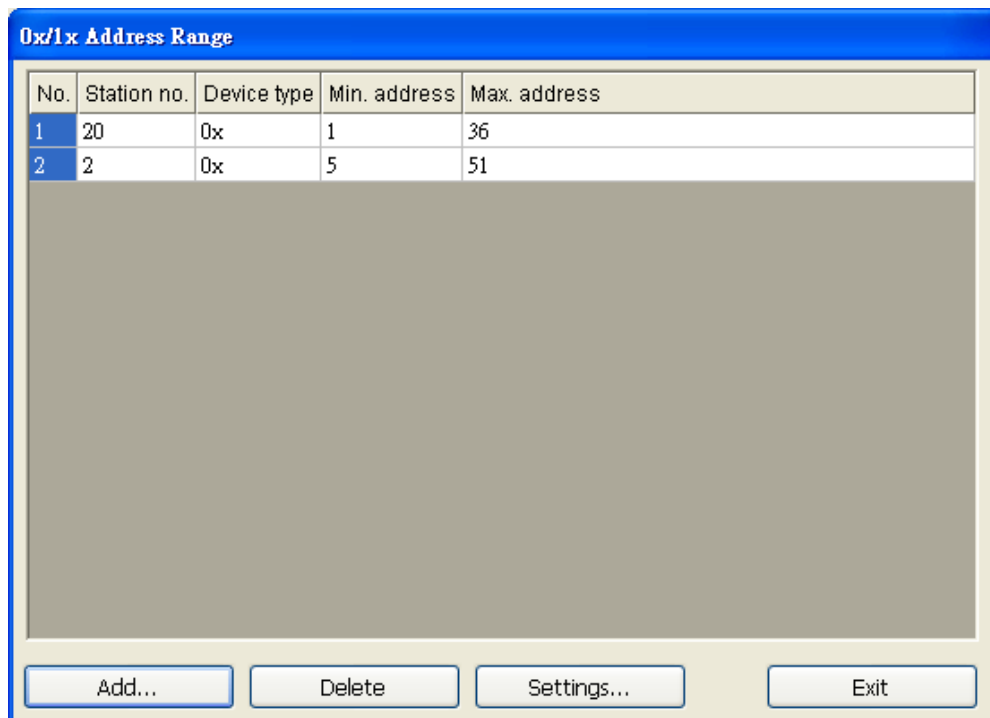 0x/1x Address Range
No. Station no. Device type Min. address Max. address
1 20 0x 1 36
2 2 0x 5 51
Add... Delete Settings... Exit